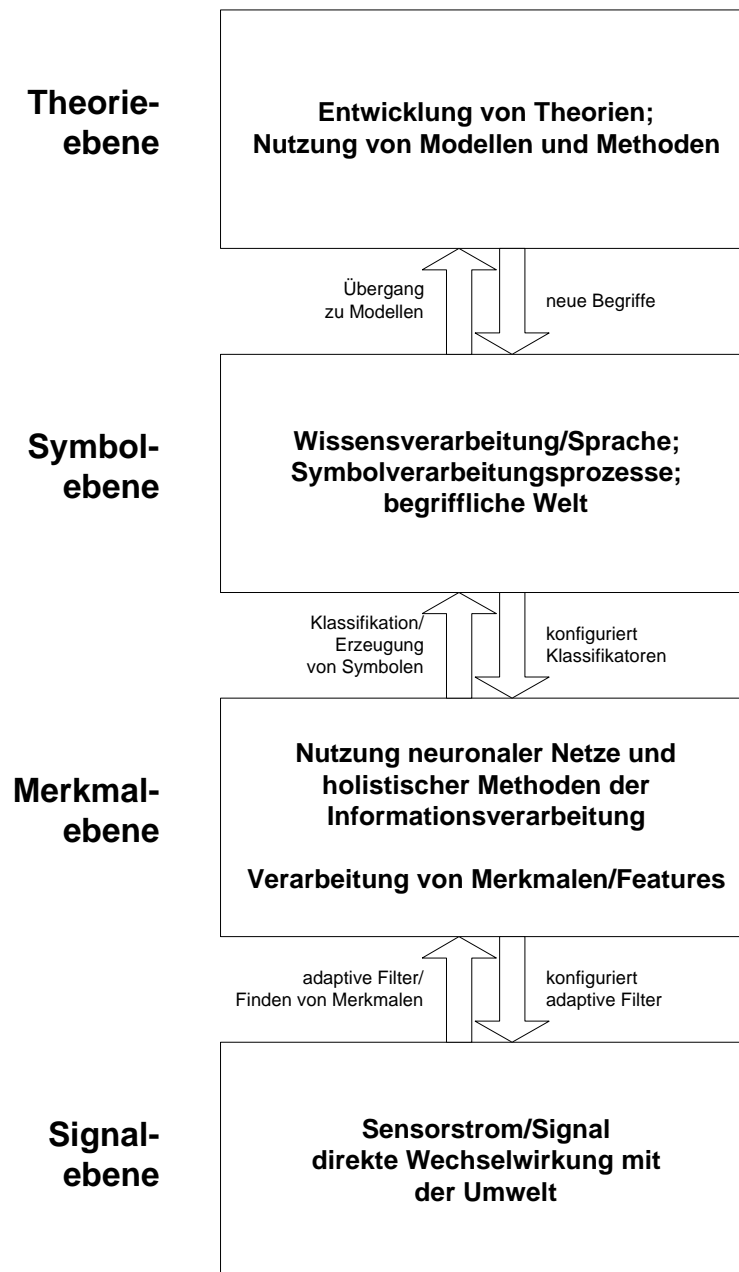 Theorie-
ebene
Entwicklung von Theorien;
Nutzung von Modellen und Methoden
Übergang
zu Modellen
neue Begriffe
Symbol-
ebene
Wissensverarbeitung/Sprache;
Symbolverarbeitungsprozesse;
begriffliche Welt
Klassifikation/
Erzeugung
von Symbolen
konfiguriert
Klassifikatoren
Merkmal-
ebene
Nutzung neuronaler Netze und
holistischer Methoden der
Informationsverarbeitung
Verarbeitung von Merkmalen/Features
adaptive Filter/
Finden von Merkmalen
konfiguriert
adaptive Filter
Signal-
ebene
Sensorstrom/Signal
direkte Wechselwirkung mit
der Umwelt